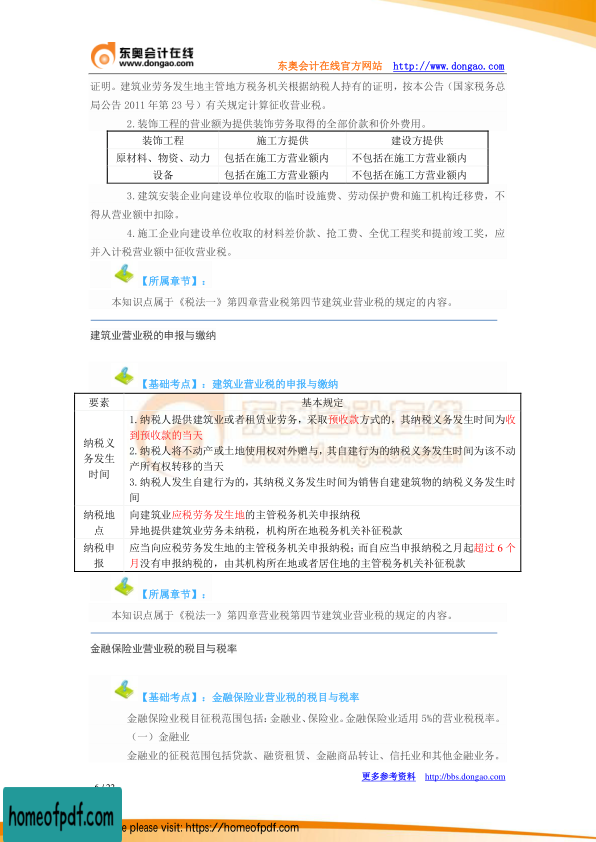 东奥会计在线
www.dongao.com
东奥会计在线官方网站 http://www.dongao.com
证明。建筑业劳务发生地主管地方税务机关根据纳税人持有的证明，按本公告（国家税务总
局公告 2011 年第 23 号）有关规定计算征收营业税。
2.装饰工程的营业额为提供装饰劳务取得的全部价款和价外费用。
装饰工程 施工方提供 建设方提供
原材料、物资、动力 包括在施工方营业额内 不包括在施工方营业额内
设备 包括在施工方营业额内 不包括在施工方营业额内
3.建筑安装企业向建设单位收取的临时设施费、劳动保护费和施工机构迁移费，不
得从营业额中扣除。
4.施工企业向建设单位收取的材料差价款、抢工费、全优工程奖和提前竣工奖，应
并入计税营业额中征收营业税。
【所属章节】：
本知识点属于《税法一》第四章营业税第四节建筑业营业税的规定的内容。
建筑业营业税的申报与缴纳
【基础考点】：建筑业营业税的申报与缴纳
要素 基本规定
纳税义
务发生
时间
1.纳税人提供建筑业或者租赁业劳务，采取预收款方式的，其纳税义务发生时间为收
到预收款的当天
2.纳税人将不动产或土地使用权对外赠与，其自建行为的纳税义务发生时间为该不动
产所有权转移的当天
3.纳税人发生自建行为的，其纳税义务发生时间为销售自建建筑物的纳税义务发生时
间
纳税地
点
向建筑业应税劳务发生地的主管税务机关申报纳税
异地提供建筑业劳务未纳税，机构所在地税务机关补征税款
纳税申
报
应当向应税劳务发生地的主管税务机关申报纳税；而自应当申报纳税之月起超过 6 个
月没有申报纳税的，由其机构所在地或者居住地的主管税务机关补征税款
东奥会计在线
www.dongao.com
【所属章节】：
本知识点属于《税法一》第四章营业税第四节建筑业营业税的规定的内容。
金融保险业营业税的税目与税率
【基础考点】：金融保险业营业税的税目与税率
金融保险业税目征税范围包括：金融业、保险业。金融保险业适用 5%的营业税税率。
（一）金融业
金融业的征税范围包括贷款、融资租赁、金融商品转让、信托业和其他金融业务。
更多参考资料 http://bbs.dongao.com
homeofpdf.com
please visit: https://homeofpdf.com